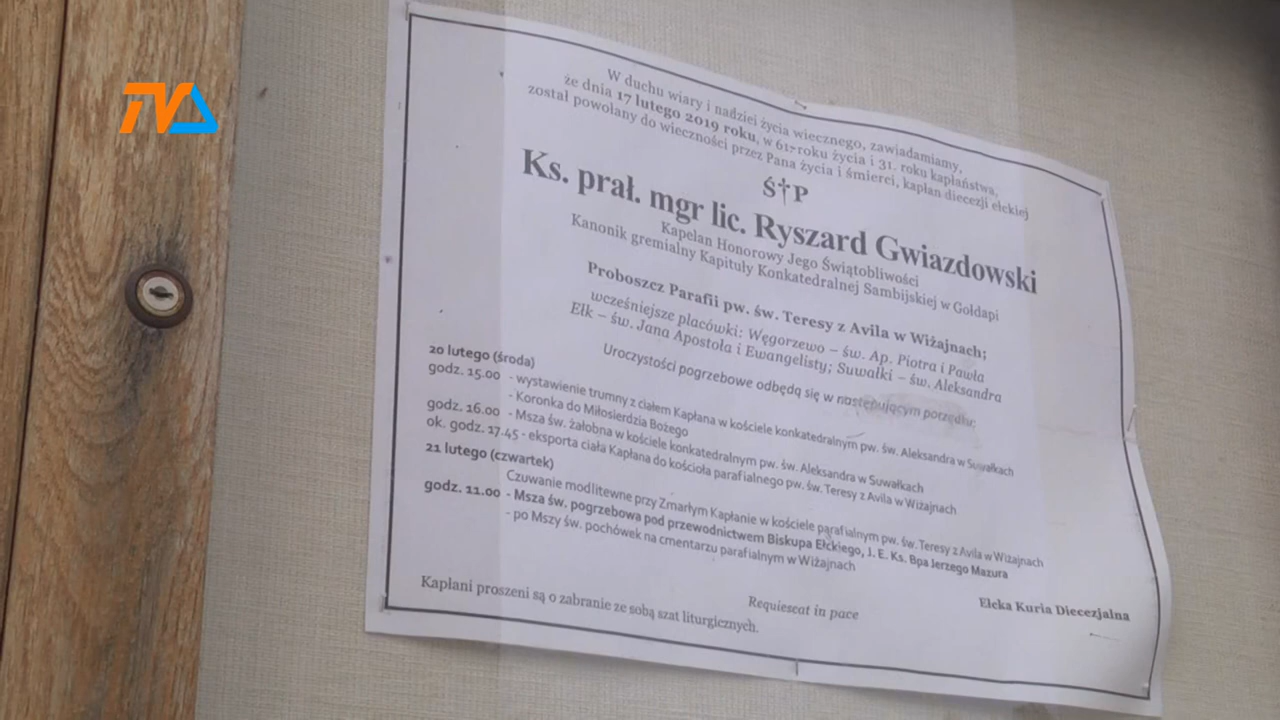 TVA
W duchu wiary i nadziei życia wiecznego, zawiadamiamy,
że dnia 17 lutego 2019 roku, w 61. roku życia i 31. roku kapłaństwa,
został powołany do wieczności przez Pana życia i śmierci, kapłan diecezji ełckiej
Ś†P
Ks. prał. mgr lic. Ryszard Gwiazdowski
Kapelan Honorowy Jego Świątobliwości
Kanonik gremialny Kapituły Konkatedralnej Sambijskiej w Gołdapi
Proboszcz Parafii pw. św. Teresy z Avila w Wiżajnach;
wcześniejsze placówki: Węgorzewo – św. Ap. Piotra i Pawła
Ełk – św. Jana Apostoła i Ewangelisty; Suwałki – św. Aleksandra
Uroczystości pogrzebowe odbędą się w następującym porządku:
20 lutego (środa)
godz. 15.00 - wystawienie trumny z ciałem Kapłana w kościele konkatedralnym pw. św. Aleksandra w Suwałkach
- Koronka do Miłosierdzia Bożego
godz. 16.00 - Msza św. żałobna w kościele konkatedralnym pw. św. Aleksandra w Suwałkach
ok. godz. 17.45 - eksporta ciała Kapłana do kościoła parafialnego pw. św. Teresy z Avila w Wiżajnach
21 lutego (czwartek)
Czuwanie modlitewne przy Zmarłym Kapłanie w kościele parafialnym pw. św. Teresy z Avila w Wiżajnach
godz. 11.00 - Msza św. pogrzebowa pod przewodnictwem Biskupa Ełckiego, J. E. Ks. Bpa Jerzego Mazura
- po Mszy św. pochówek na cmentarzu parafialnym w Wiżajnach
Requiescat in pace
Ełcka Kuria Diecezjalna
Kapłani proszeni są o zabranie ze sobą szat liturgicznych.